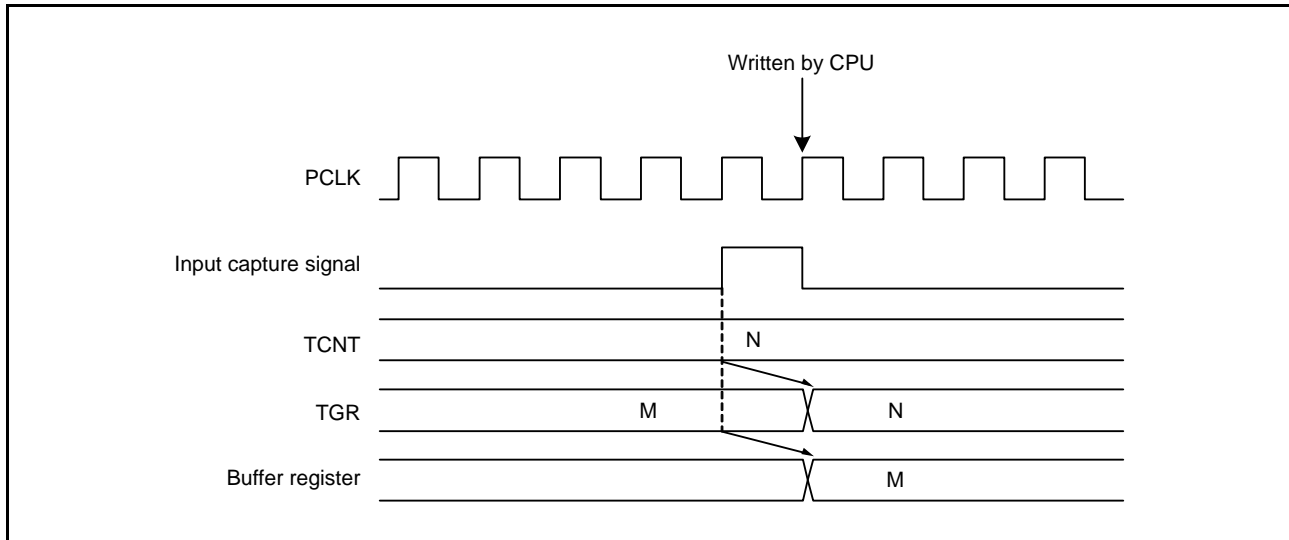 Written by CPU
PCLK
Input capture signal
TCNT
N
TGR
M
N
Buffer register
M